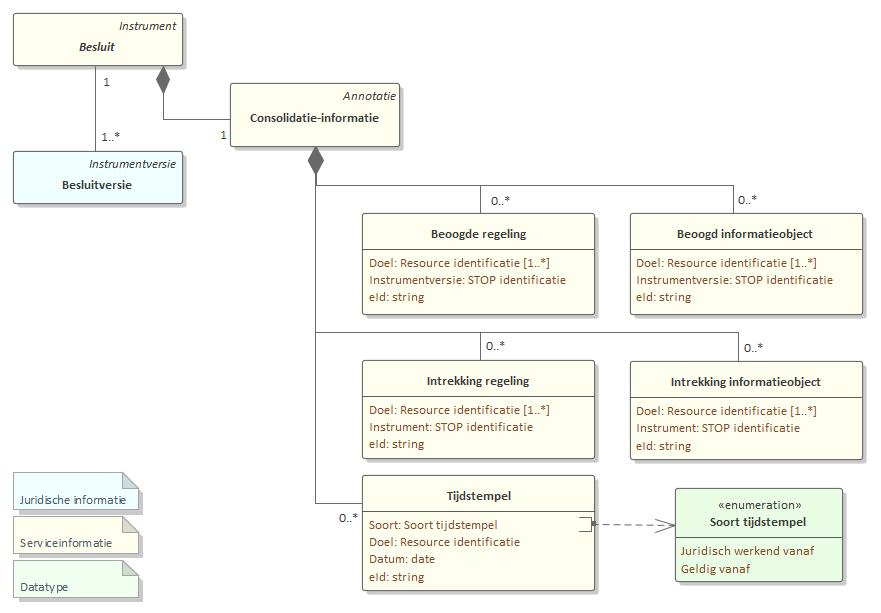 Instrument
Besluit
1
1..*
Instrumentversie
Besluitversie
Annotatie
Consolidatie-informatie
1
0..*
0..*
Beoogde regeling
Doel: Resource identificatie [1..*]
Instrumentversie: STOP identificatie
eId: string
Beoogd informatieobject
Doel: Resource identificatie [1..*]
Instrumentversie: STOP identificatie
eId: string
0..*
0..*
Intrekking regeling
Doel: Resource identificatie [1..*]
Instrument: STOP identificatie
eId: string
Intrekking informatieobject
Doel: Resource identificatie [1..*]
Instrument: STOP identificatie
eId: string
0..*
Tijdstempel
Soort: Soort tijdstempel
Doel: Resource identificatie
Datum: date
eId: string
«enumeration»
Soort tijdstempel
Juridisch werkend vanaf
Geldig vanaf
Juridische informatie
Serviceinformatie
Datatype